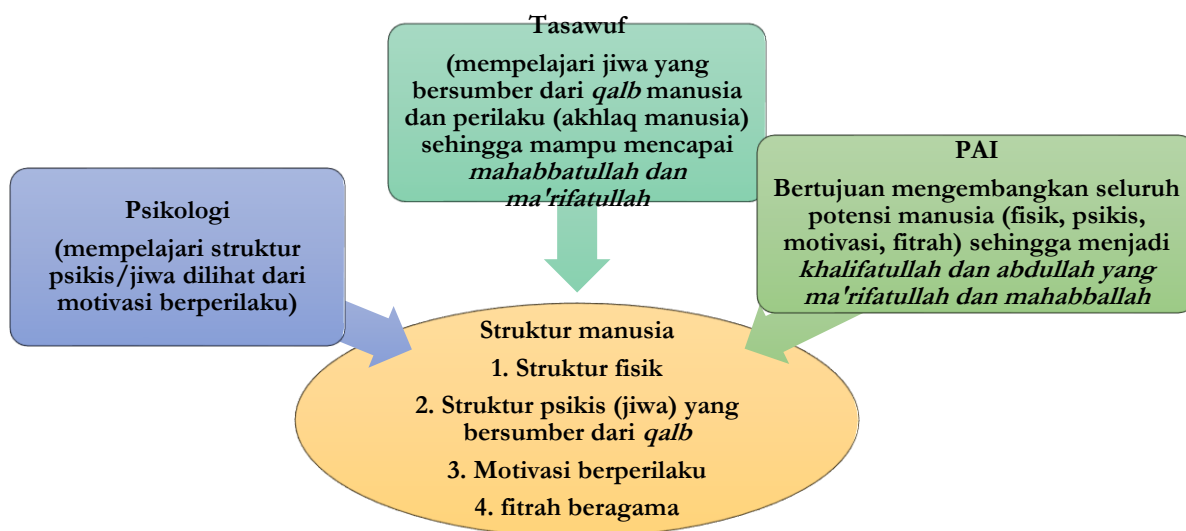 Tasawuf
(mempelajari jiwa yang
bersumber dari qalb manusia
dan perilaku (akhlaq manusia)
sehingga mampu mencapai
mahabbatullah dan
ma'rifatullah
PAI
Bertujuan mengembangkan seluruh
potensi manusia (fisik, psikis,
motivasi, fitrah) sehingga menjadi
khalifatullah dan abdullah yang
ma'rifatullah dan mahabballah
Psikologi
(mempelajari struktur
psikis/jiwa dilihat dari
motivasi berperilaku)
Struktur manusia
1. Struktur fisik
2. Struktur psikis (jiwa) yang
bersumber dari qalb
3. Motivasi berperilaku
4. fitrah beragama